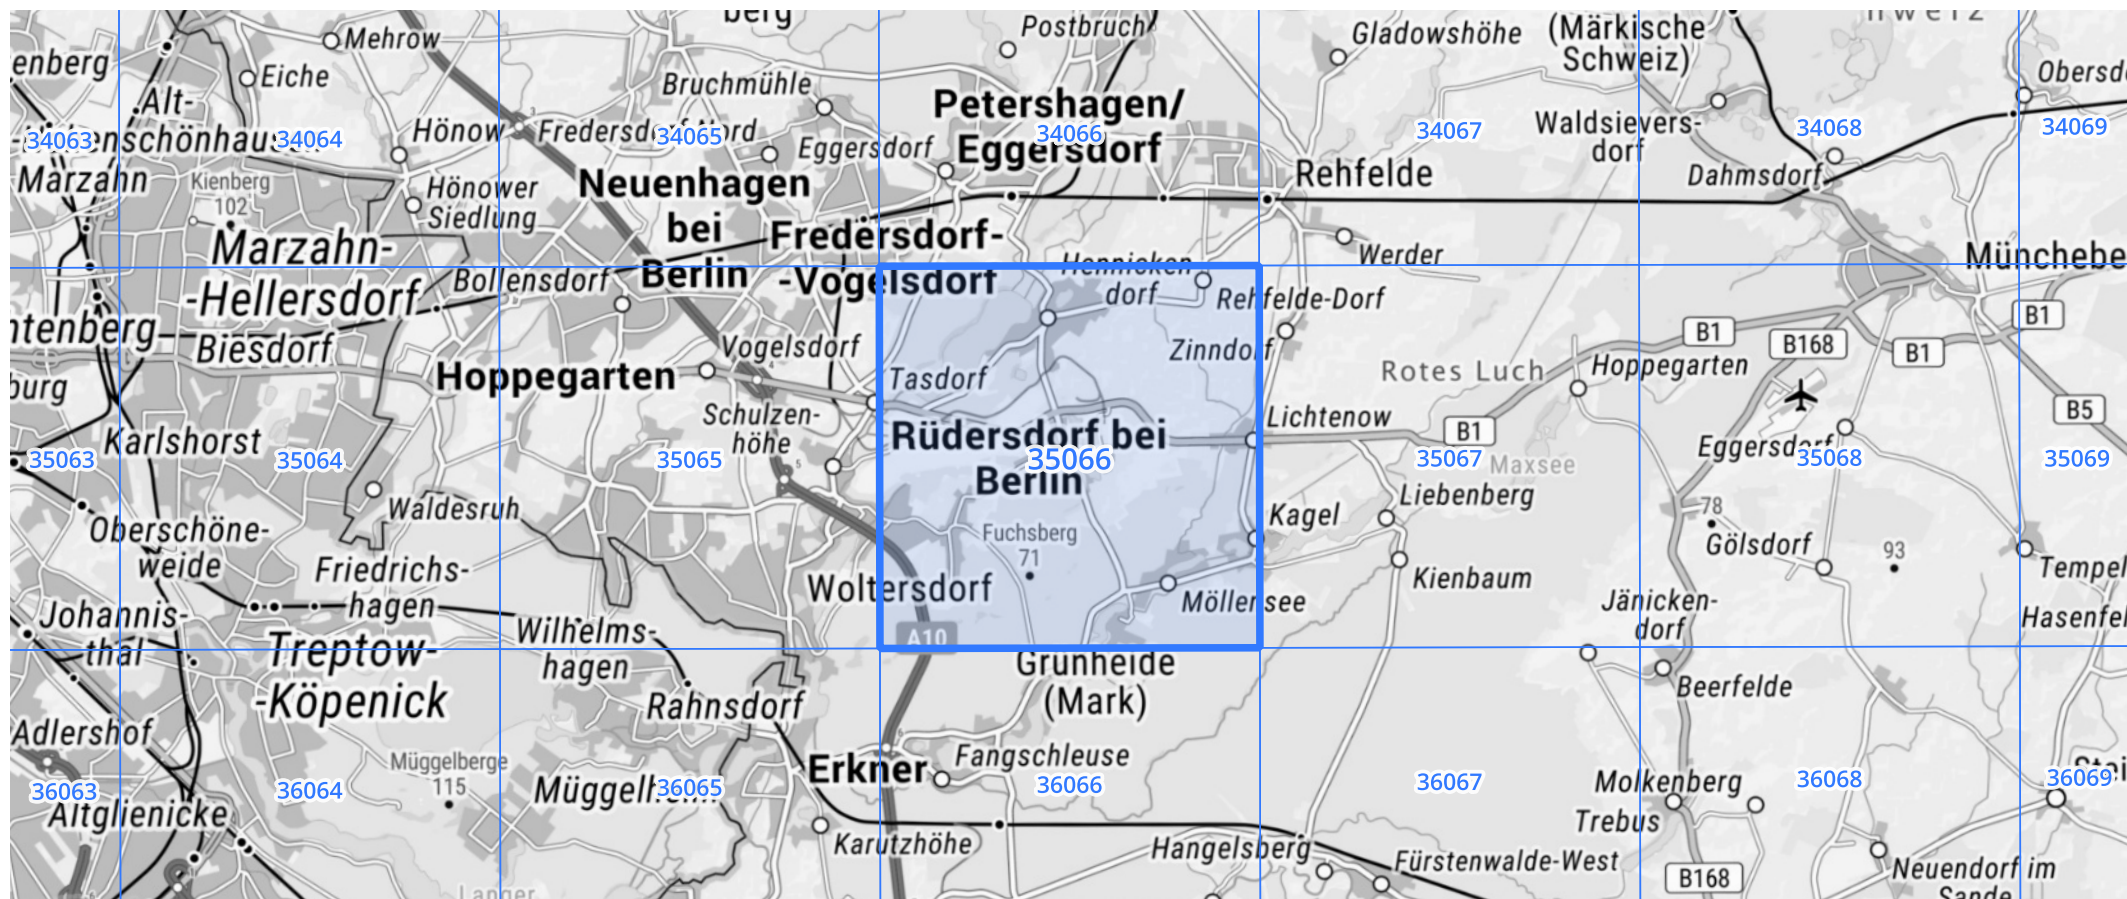 berg
Postbruch
Mehrow
Gladowshöhe
(Märkische
Schweiz)
enberg
Eiche
Bruchmühle
Alt-
Petershagen/
Eggersdorf
34063
34064
Hönow
34065
Eggersdorf
34066
34067
Waldsievers-
dorf
34068
34069
Marzahn
Kienberg
102
Hönower
Siedlung
Neuenhagen
bei
Berlin
Rehfelde
Dahmsdorf
Marzahn-
-Hellersdorf
Fredersdorf-
-Vogelsdorf
Werder
Bollensdorf
Hennicken
dorf
Rehfelde-Dorf
B1
B1
B168
B1
Biesdorf
Vogelsdorf
Zinndorf
burg
Hoppegarten
Tasdorf
Rotes Luch
Hoppegarten
Schulzen-
höhe
Lichtenow
B1
B5
Karlshorst
Rüdersdorf bei
Berlin
Eggersdorf
35063
35064
35065
35066
35067
Maxsee
35068
35069
Waldesruh
Liebenberg
Oberschöne-
weide
Kagel
78
Fuchsberg
71
Gölsdorf
93
Friedrichs-
hagen
Woltersdorf
Kienbaum
Johannis-
thal
Möllensee
Jänicken-
dorf
Wilhelms-
hagen
A10
Treptow-
-Köpenick
Grünheide
(Mark)
Beerfelde
Rahnsdorf
Adlershof
Müggelberge
115
Erkner
Fangschleuse
Molkenberg
36063
36064
36065
36066
36067
36068
36069
Altglienicke
Trebus
Karutzhöhe
Hangelsberg
Fürstenwalde-West
B168
Neuendorf im
Sande
Langer